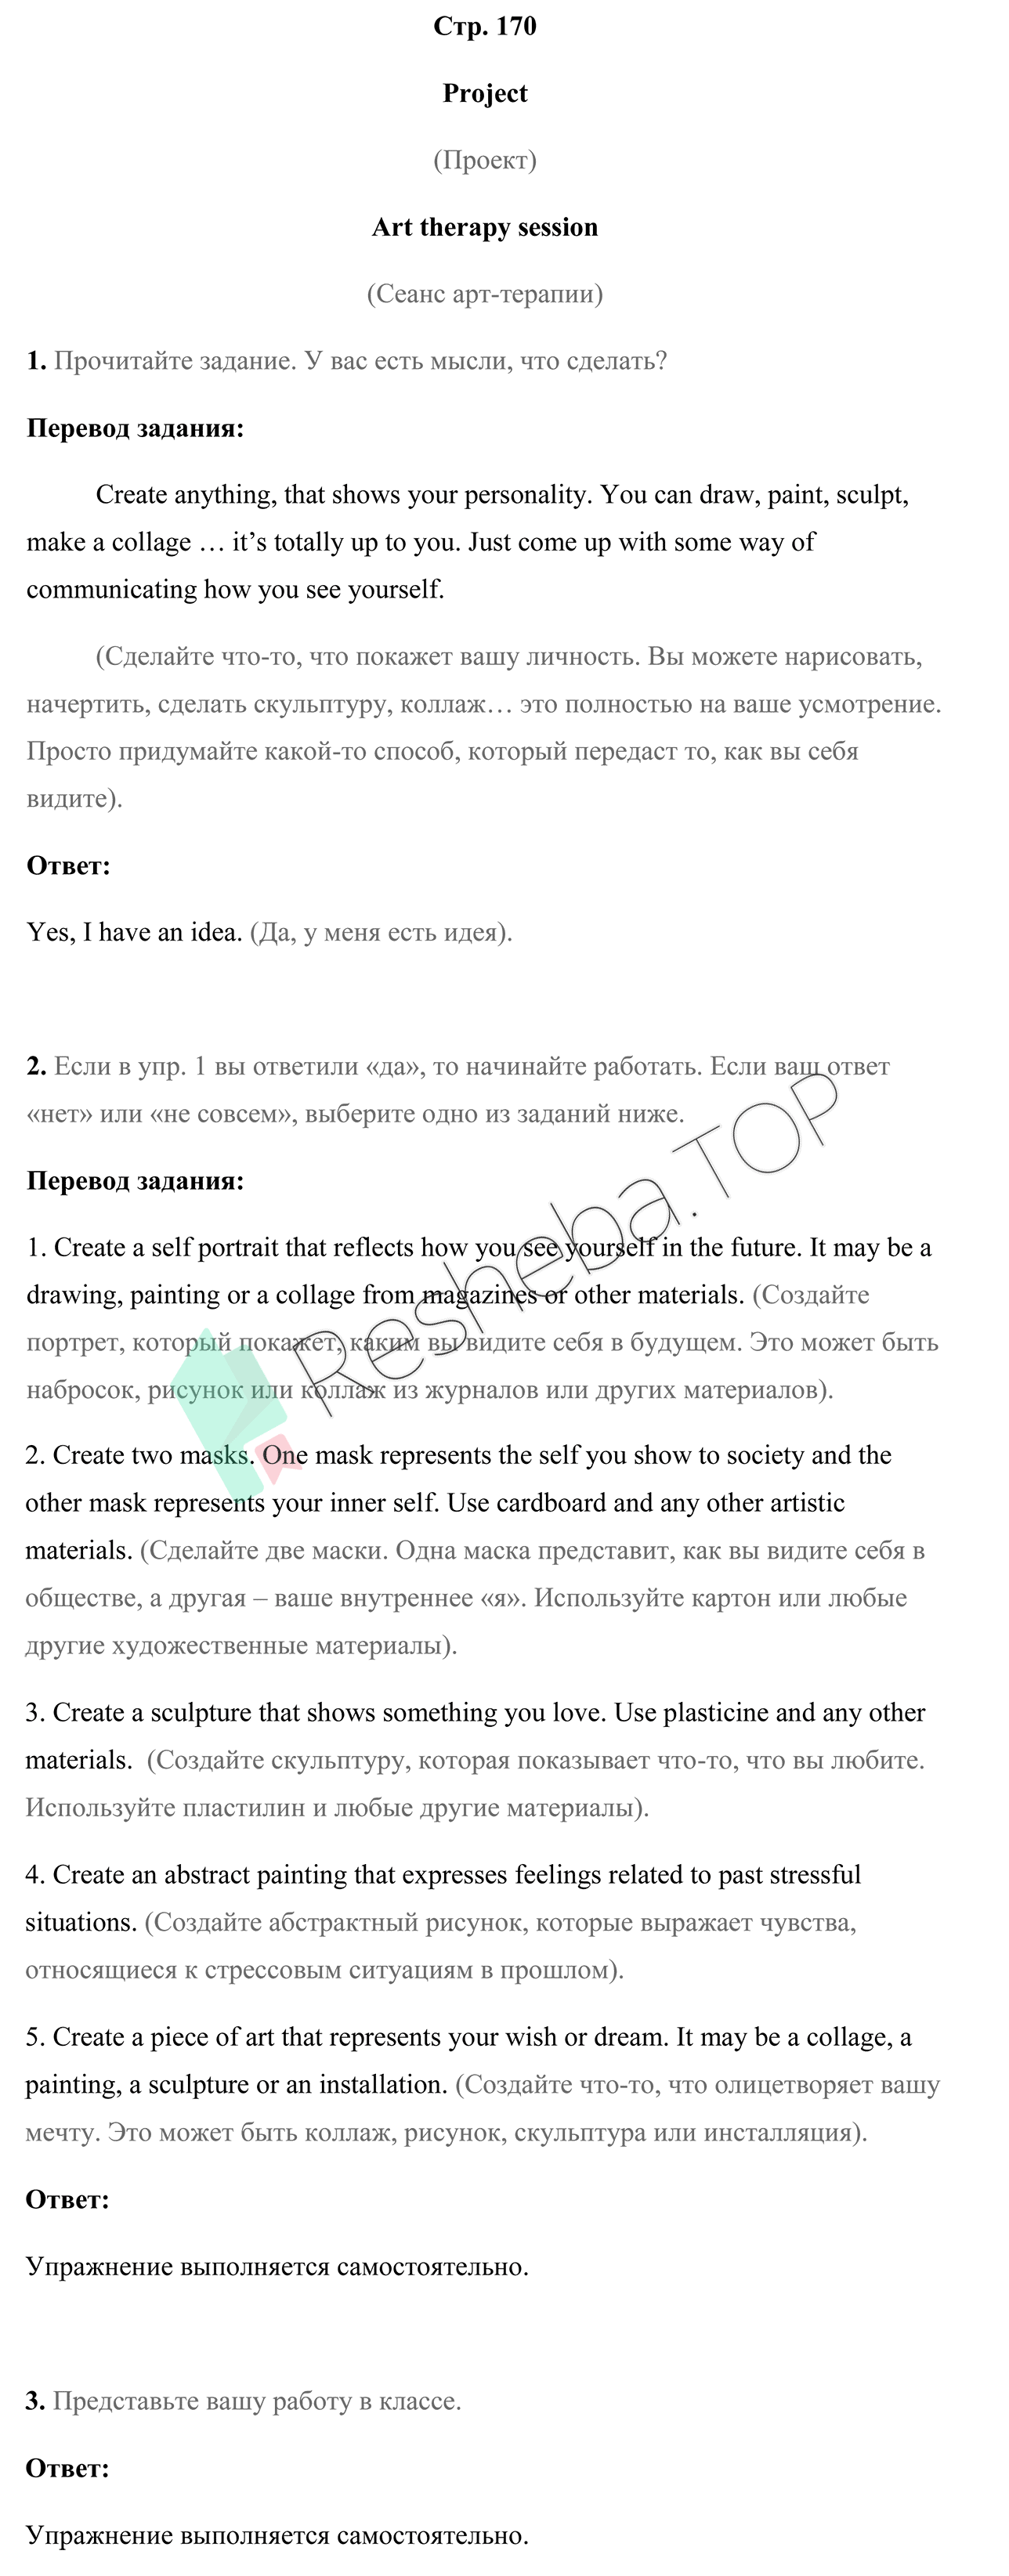 Стр. 170
Project
(Проект)
Art therapy session
(Сеанс арт-терапии)
1. Прочитайте задание. У вас есть мысли, что сделать?
Перевод задания:
Create anything, that shows your personality. You can draw, paint, sculpt,
make a collage … it’s totally up to you. Just come up with some way of
communicating how you see yourself.
(Сделайте что-то, что покажет вашу личность. Вы можете нарисовать,
начертить, сделать скульптуру, коллаж… это полностью на ваше усмотрение.
Просто придумайте какой-то способ, который передаст то, как вы себя
видите).
Ответ:
Yes, I have an idea. (Да, у меня есть идея).
2. Если в упр. 1 вы ответили «да», то начинайте работать. Если ваш ответ
«нет» или «не совсем», выберите одно из заданий ниже.
Перевод задания:
1. Create a self portrait that reflects how you see yourself in the future. It may be a
drawing, painting or a collage from magazines or other materials. (Создайте
портрет, который покажет, каким вы видите себя в будущем. Это может быть
набросок, рисунок или коллаж из журналов или других материалов).
2. Create two masks. One mask represents the self you show to society and the
other mask represents your inner self. Use cardboard and any other artistic
materials. (Сделайте две маски. Одна маска представит, как вы видите себя в
обществе, а другая – ваше внутреннее «я». Используйте картон или любые
другие художественные материалы).
3. Create a sculpture that shows something you love. Use plasticine and any other
materials. (Создайте скульптуру, которая показывает что-то, что вы любите.
Используйте пластилин и любые другие материалы).
4. Create an abstract painting that expresses feelings related to past stressful
situations. (Создайте абстрактный рисунок, которые выражает чувства,
относящиеся к стрессовым ситуациям в прошлом).
5. Create a piece of art that represents your wish or dream. It may be a collage, a
painting, a sculpture or an installation. (Создайте что-то, что олицетворяет вашу
мечту. Это может быть коллаж, рисунок, скульптура или инсталляция).
Ответ:
Упражнение выполняется самостоятельно.
3. Представьте вашу работу в классе.
Ответ:
Упражнение выполняется самостоятельно.
Resheba.TOP